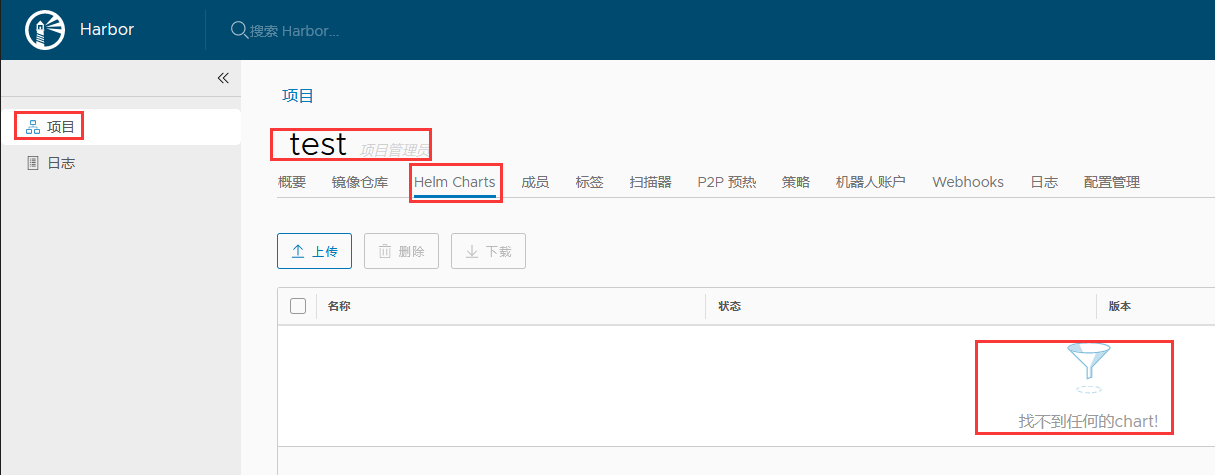 Harbor
搜索 Harbor...
项目
日志
项目
test 项目管理员
概要 镜像仓库 Helm Charts 成员 标签 扫描器 P2P 预热 策略 机器人账户 Webhooks 日志 配置管理
上传 删除 下载
名称 状态 版本
找不到任何的chart!